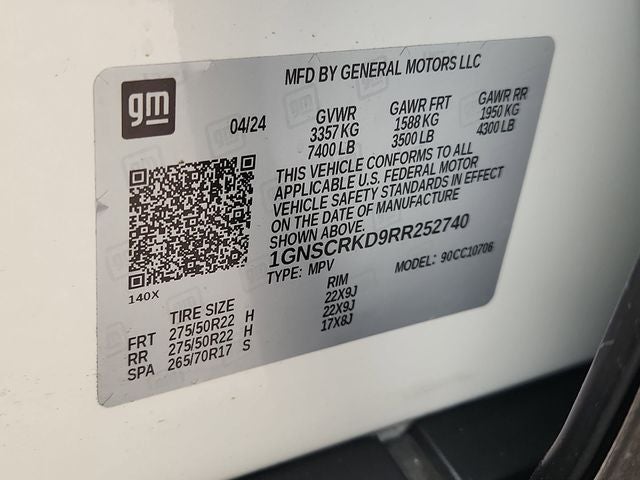 gm
MFD BY GENERAL MOTORS LLC
04/24
GVWR GAWR FRT GAWR RR
3357 KG 1588 KG 1950 KG
7400 LB 3500 LB 4300 LB
THIS VEHICLE CONFORMS TO ALL
APPLICABLE U.S. FEDERAL MOTOR
VEHICLE SAFETY STANDARDS IN EFFECT
ON THE DATE OF MANUFACTURE
SHOWN ABOVE.
1GNSCRKD9RR252740
TYPE: MPV MODEL: 90CC10706
140X
TIRE SIZE RIM
FRT 275/50R22 H 22X9J
RR 275/50R22 H 22X9J
SPA 265/70R17 S 17X8J